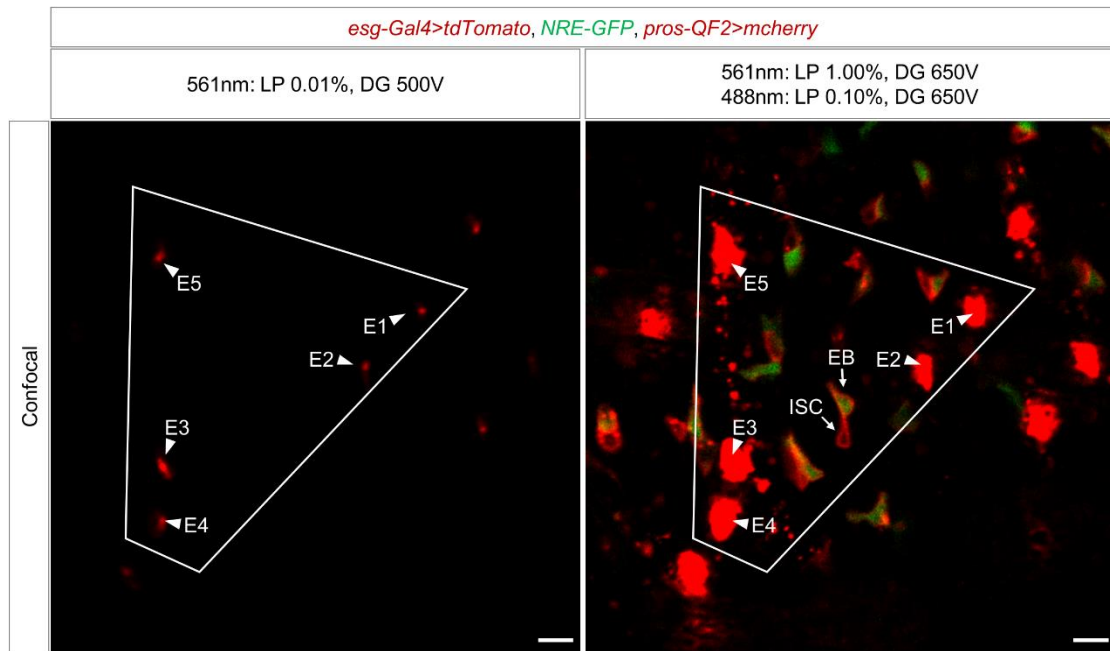 esg-Gal4>tdTomato, NRE-GFP, pros-QF2>mcherry
561nm: LP 0.01%, DG 500V
561nm: LP 1.00%, DG 650V
488nm: LP 0.10%, DG 650V
Confocal
E5
E1
E2
E3
E4
E5
E1
EB
E2
ISC
E3
E4